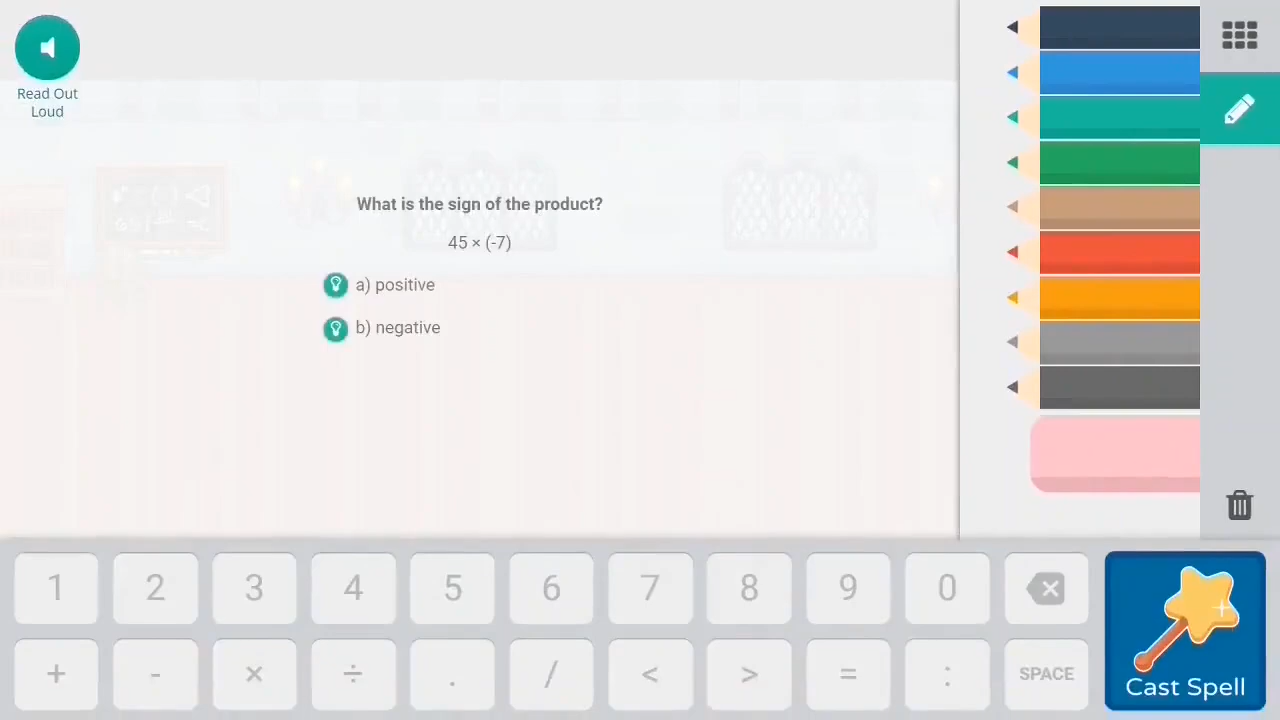 Read Out
Loud
What is the sign of the product?
45 × (-7)
a) positive
b) negative
1 2 3 4 5 6 7 8 9 0
+ - × ÷ . / < > = : SPACE
Cast Spell